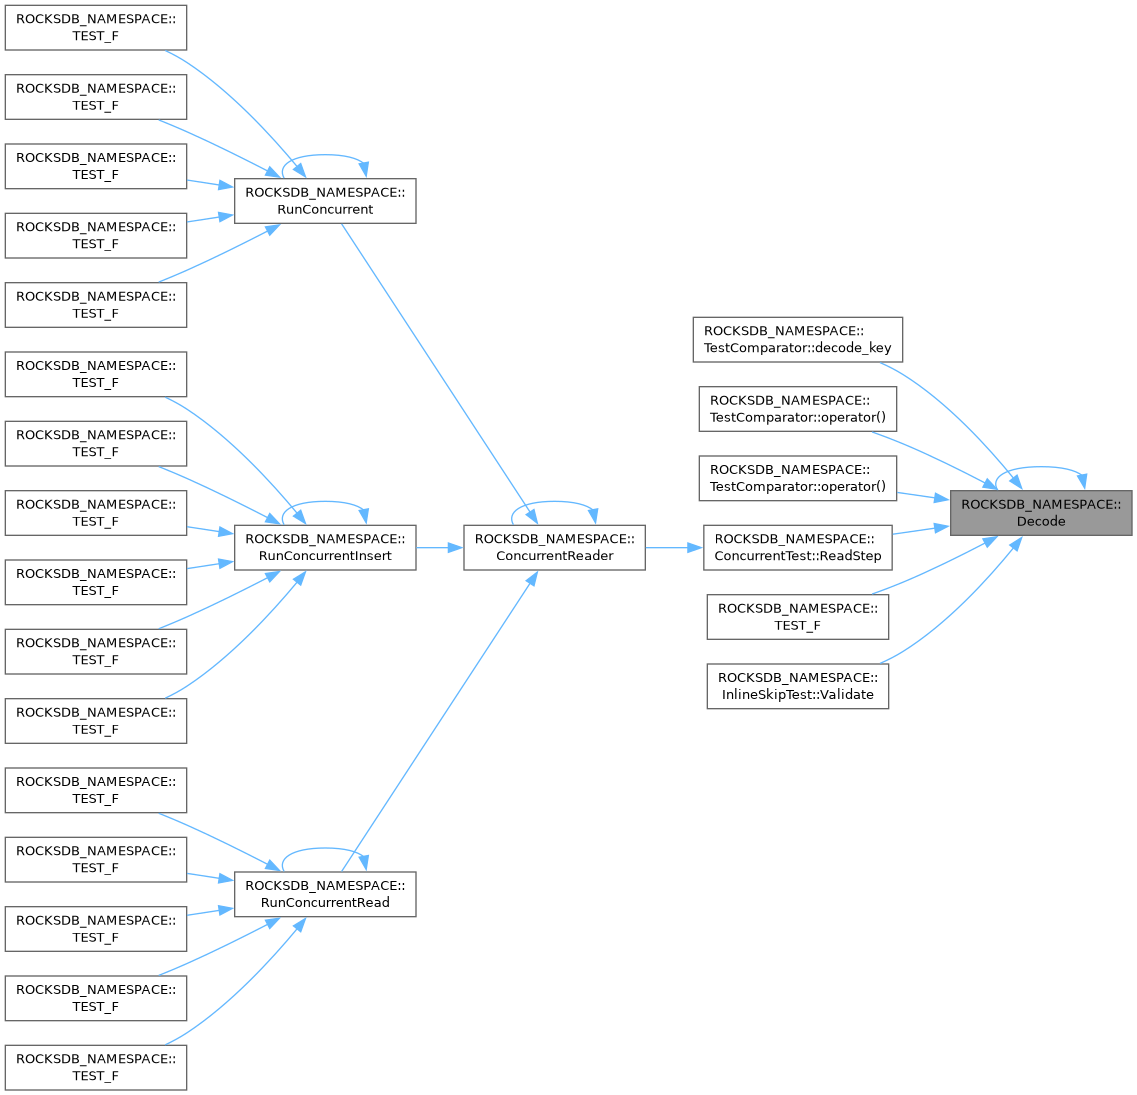 ROCKSDB_NAMESPACE::
TEST_F
ROCKSDB_NAMESPACE::
TEST_F
ROCKSDB_NAMESPACE::
TEST_F
ROCKSDB_NAMESPACE::
TEST_F
ROCKSDB_NAMESPACE::
TEST_F
ROCKSDB_NAMESPACE::
TEST_F
ROCKSDB_NAMESPACE::
TEST_F
ROCKSDB_NAMESPACE::
TEST_F
ROCKSDB_NAMESPACE::
TEST_F
ROCKSDB_NAMESPACE::
TEST_F
ROCKSDB_NAMESPACE::
TEST_F
ROCKSDB_NAMESPACE::
TEST_F
ROCKSDB_NAMESPACE::
TEST_F
ROCKSDB_NAMESPACE::
TEST_F
ROCKSDB_NAMESPACE::
TEST_F
ROCKSDB_NAMESPACE::
TEST_F
ROCKSDB_NAMESPACE::
RunConcurrent
ROCKSDB_NAMESPACE::
RunConcurrentInsert
ROCKSDB_NAMESPACE::
RunConcurrentRead
ROCKSDB_NAMESPACE::
ConcurrentReader
ROCKSDB_NAMESPACE::
TestComparator::decode_key
ROCKSDB_NAMESPACE::
TestComparator::operator()
ROCKSDB_NAMESPACE::
TestComparator::operator()
ROCKSDB_NAMESPACE::
ConcurrentTest::ReadStep
ROCKSDB_NAMESPACE::
TEST_F
ROCKSDB_NAMESPACE::
InlineSkipTest::Validate
ROCKSDB_NAMESPACE::
Decode